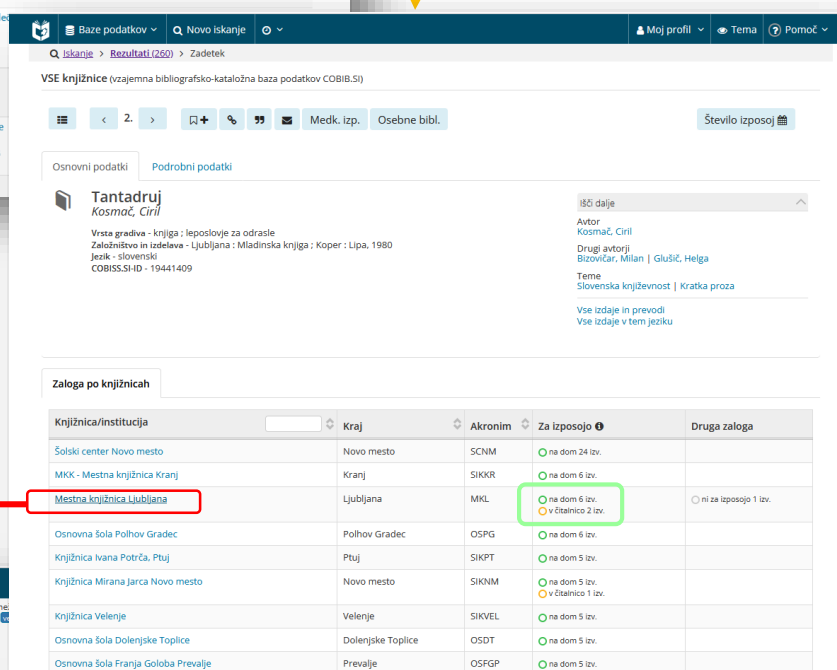 Baze podatkov Novo iskanje Moj profil Tema Pomoč
Iskanje > Rezultati (260) > Zadetek
VSE knjižnice (vzajemna bibliografsko-kataložna baza podatkov COBIB.SI)
2. Medk. izp. Osebne bibl. Število izposoj
Osnovni podatki Podrobni podatki
Tantadruj
Kosmač, Ciril
Vrsta gradiva - knjiga ; leposlovje za odrasle
Založništvo in izdelava - Ljubljana : Mladinska knjiga ; Koper : Lipa, 1980
Jezik - slovenski
COBISS.SI-ID - 19441409
Išči dalje
Avtor
Kosmač, Ciril
Drugi avtorji
Bizovičar, Milan | Glušič, Helga
Teme
Slovenska književnost | Kratka proza
Vse izdaje in prevodi
Vse izdaje v tem jeziku
Zaloga po knjižnicah
Knjižnica/institucija Kraj Akronim Za izposojo Druga zaloga
Šolski center Novo mesto Novo mesto SCNM na dom 24 izv.
MKK - Mestna knjižnica Kranj Kranj SIKKR na dom 6 izv.
Mestna knjižnica Ljubljana Ljubljana MKL na dom 6 izv. ni za izposojo 1 izv.
v čitalnico 2 izv.
Osnovna šola Polhov Gradec Polhov Gradec OSPG na dom 6 izv.
Knjižnica Ivana Potrča, Ptuj Ptuj SIKPT na dom 5 izv.
Knjižnica Mirana Jarca Novo mesto Novo mesto SIKNM na dom 5 izv.
v čitalnico 1 izv.
Knjižnica Velenje Velenje SIKVEL na dom 5 izv.
Osnovna šola Dolenjske Toplice Dolenjske Toplice OSDT na dom 5 izv.
Osnovna šola Franja Goloba Prevalje Prevalje OSFGP na dom 5 izv.